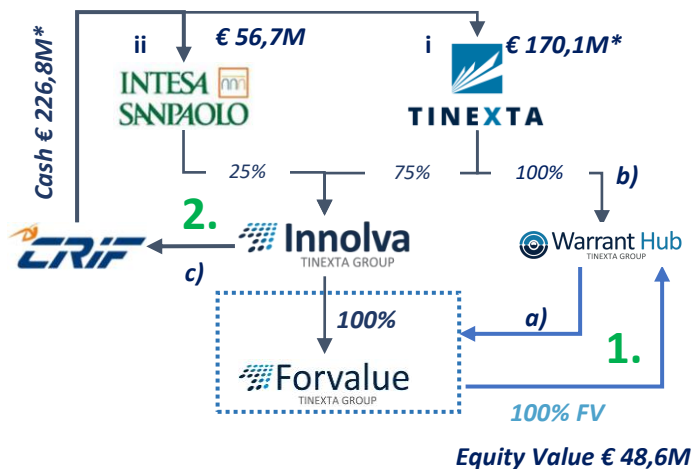 Cash € 226,8M*
ii
€ 56,7M
i
€ 170,1M*
INTESA
SANPAOLO
TINEXTA
25%
75%
100%
b)
2.
CRIF
c)
Innolva
TINEXTA GROUP
Warrant Hub
TINEXTA GROUP
100%
a)
1.
Forvalue
TINEXTA GROUP
100% FV
Equity Value € 48,6M